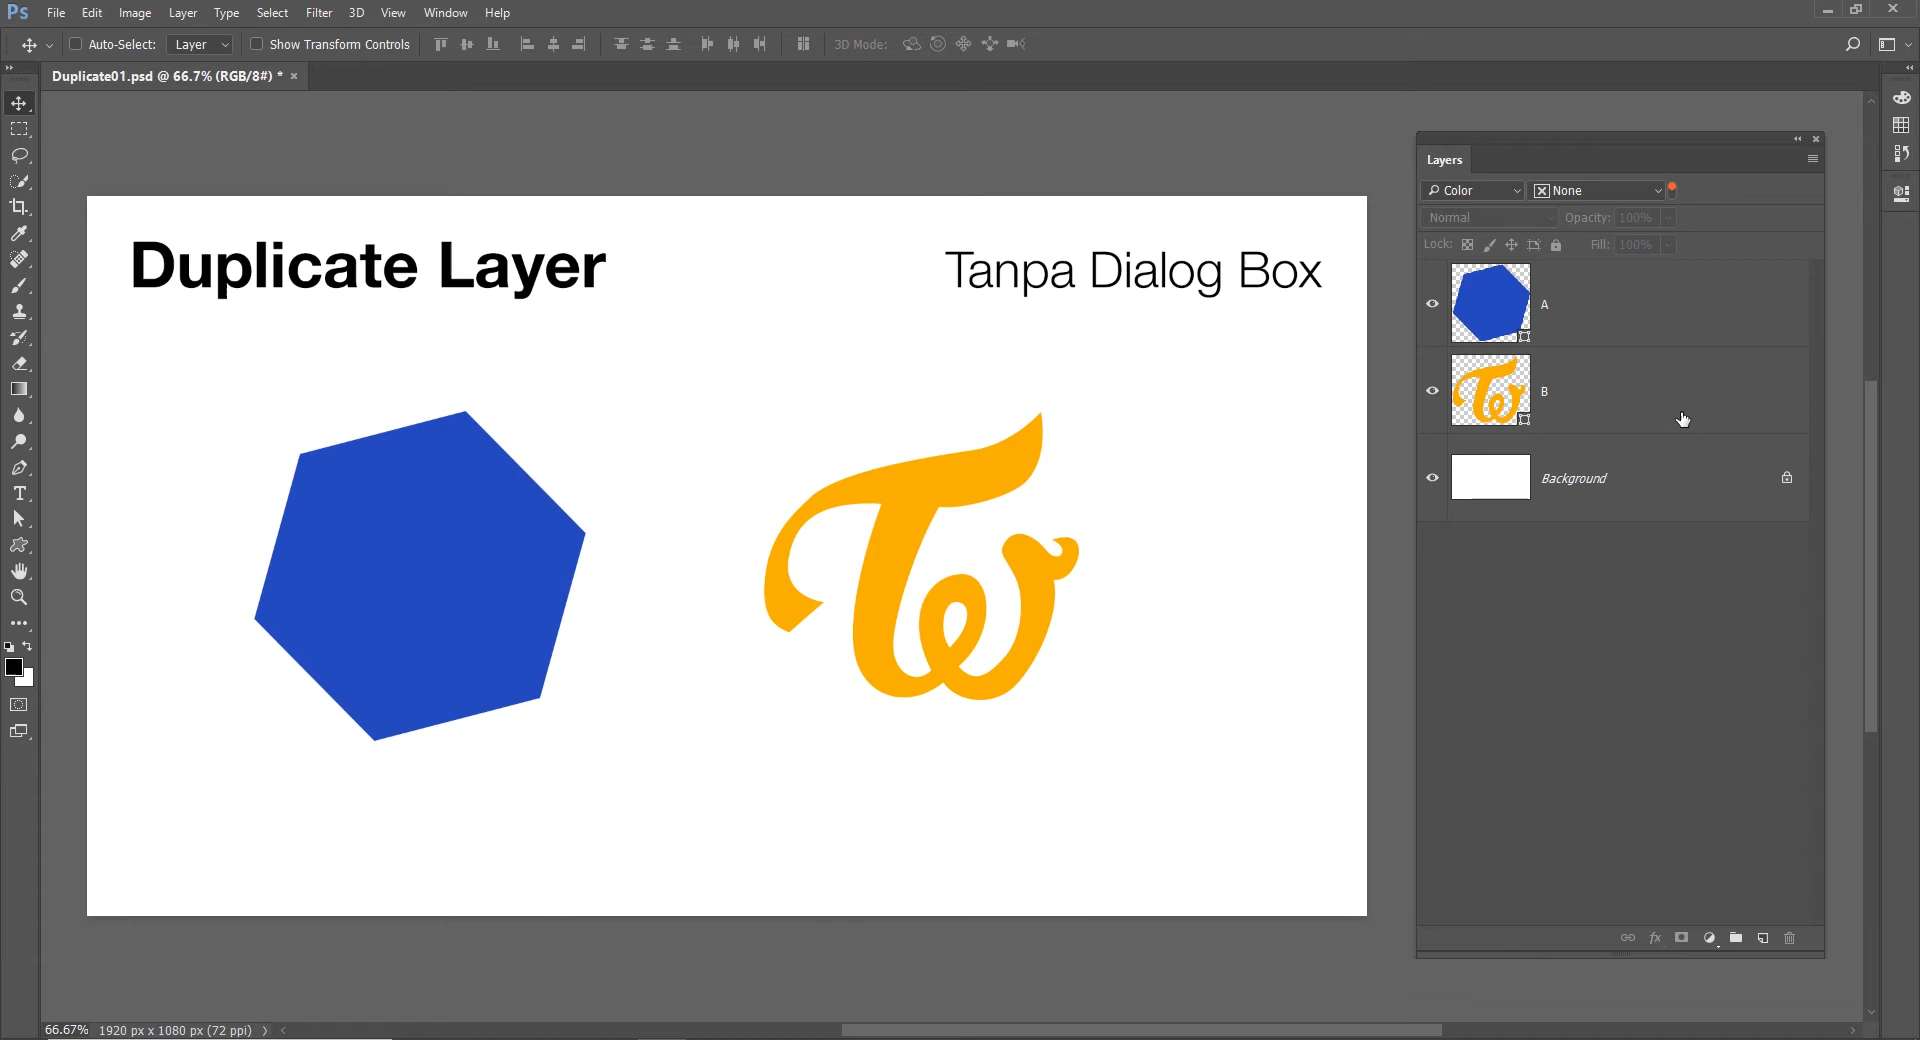 Ps File Edit Image Layer Type Select Filter 3D View Window Help
Auto-Select: Layer Show Transform Controls 3D Mode:
Duplicate01.psd @ 66.7% (RGB/8#) * ×
Layers
Color None
Normal Opacity: 100%
Lock: Fill: 100%
Duplicate Layer Tanpa Dialog Box
A
B
Tw
Background
fx
66.67% 1920 px x 1080 px (72 ppi)